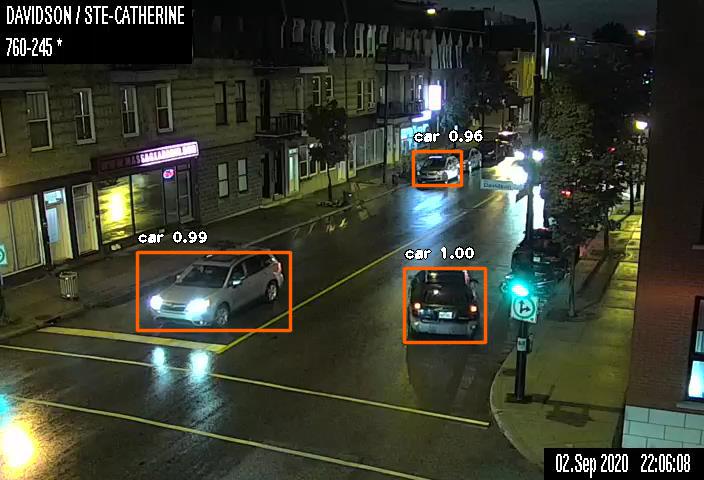 DAVIDSON / STE-CATHERINE
760-245 *
car 0.96
car 0.99
car 1.00
Davidson
02.Sep 2020 22:06:08